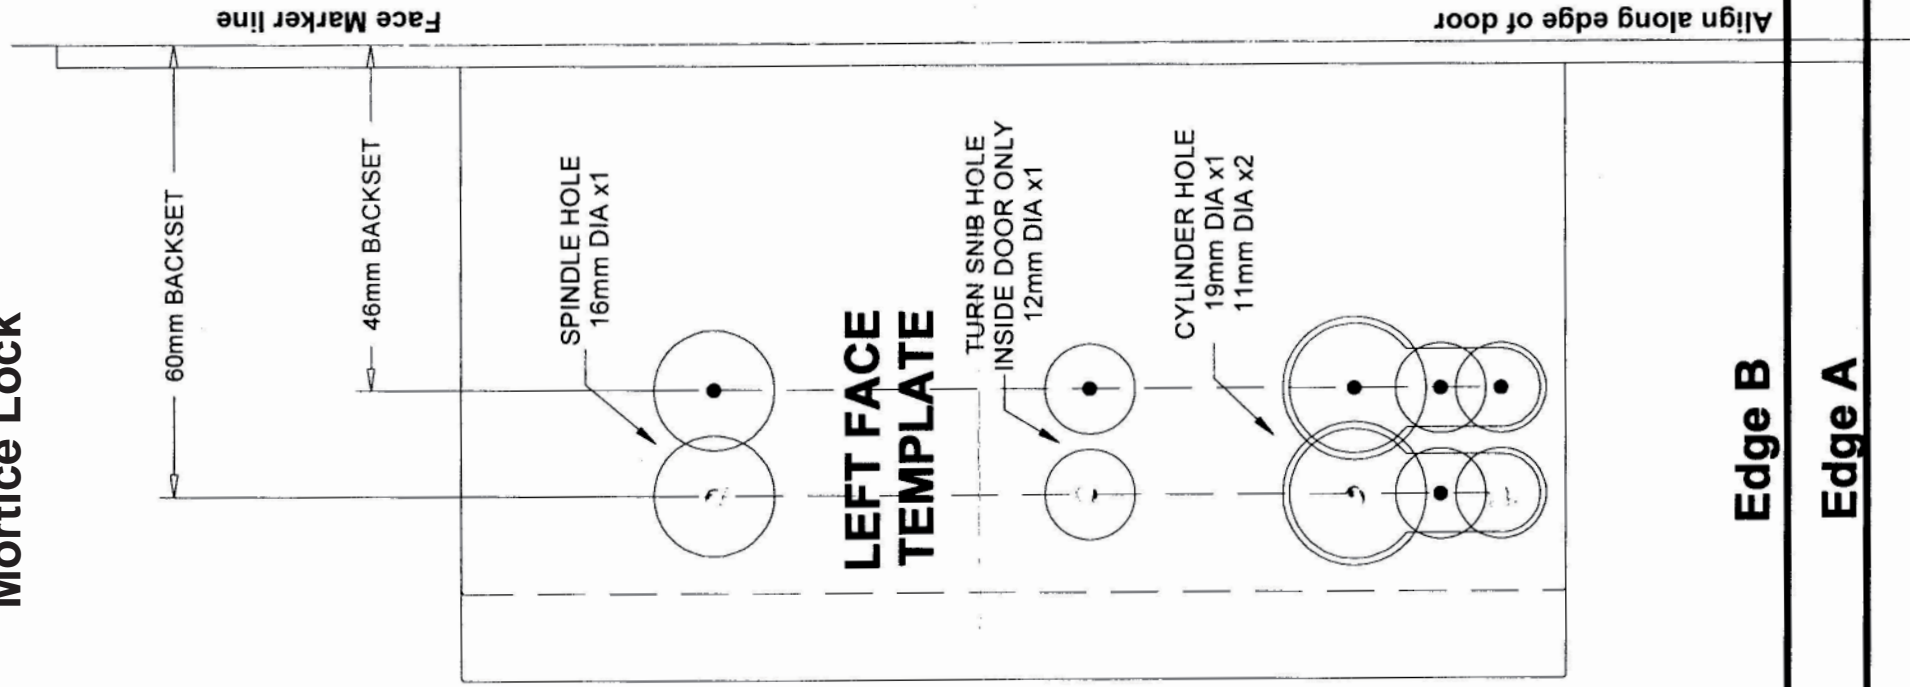 Mortice Lock
Face Marker line
Align along edge of door
60mm BACKSET
46mm BACKSET
SPINDLE HOLE
16mm DIA x1
LEFT FACE
TEMPLATE
TURN SNIB HOLE
INSIDE DOOR ONLY
12mm DIA x1
CYLINDER HOLE
19mm DIA x1
11mm DIA x2
Edge B
Edge A